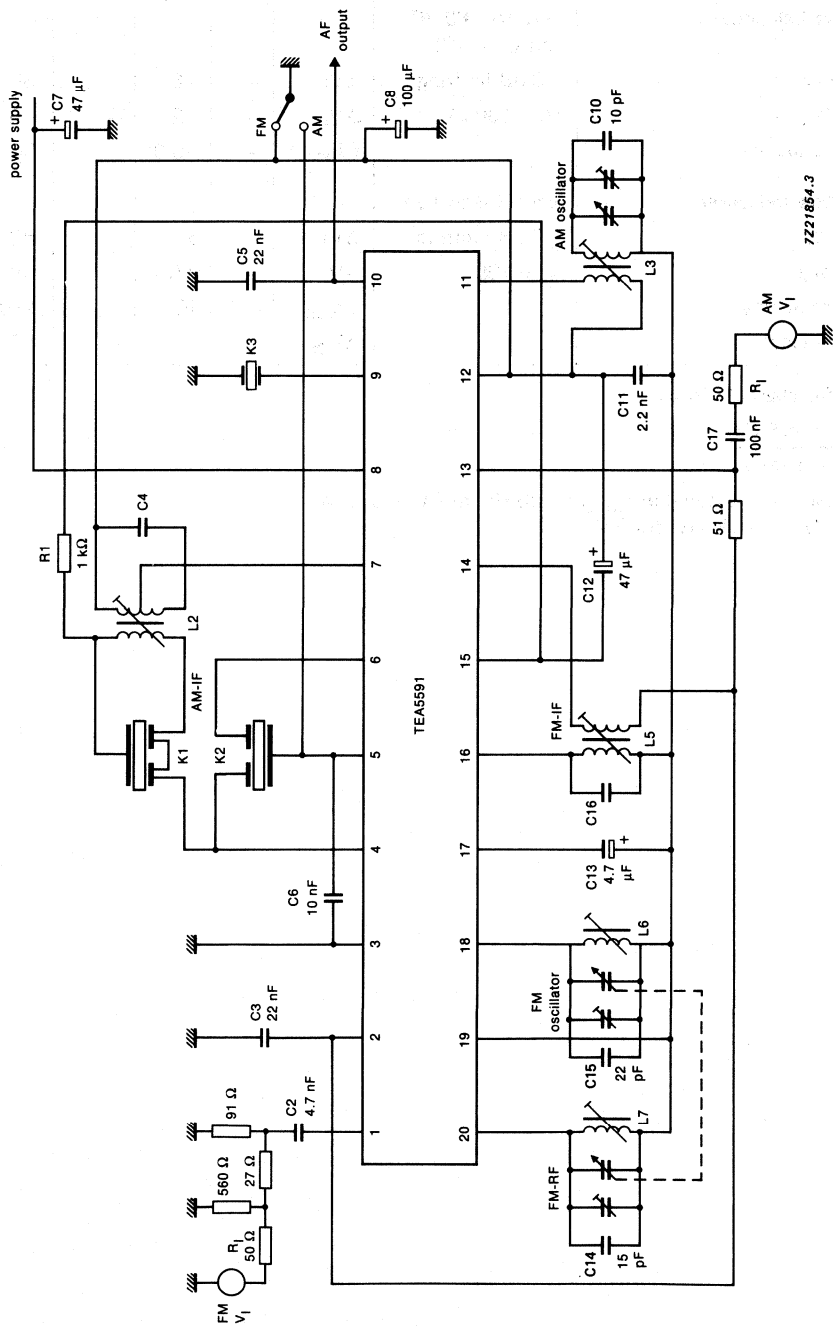 power supply
C7
47 µF
+
AF
output
FM
AM
C8
100 µF
+
C10
10 pF
AM oscillator
L3
7Z21854.3
C5
22 nF
10
11
K3
9
12
C11
2.2 nF
AM
VI
50 Ω
RI
C17
100 nF
8
13
51 Ω
R1
1 kΩ
C4
L2
7
14
C12
47 µF
+
AM-IF
6
15
TEA5591
K1
K2
5
16
FM-IF
L5
C16
4
17
C13
4.7
µF
+
C6
10 nF
3
18
L6
FM
oscillator
C15
22
pF
C3
22 nF
2
19
91 Ω
C2
4.7 nF
1
20
L7
FM-RF
C14
15
pF
560 Ω
27 Ω
RI
50 Ω
FM
VI